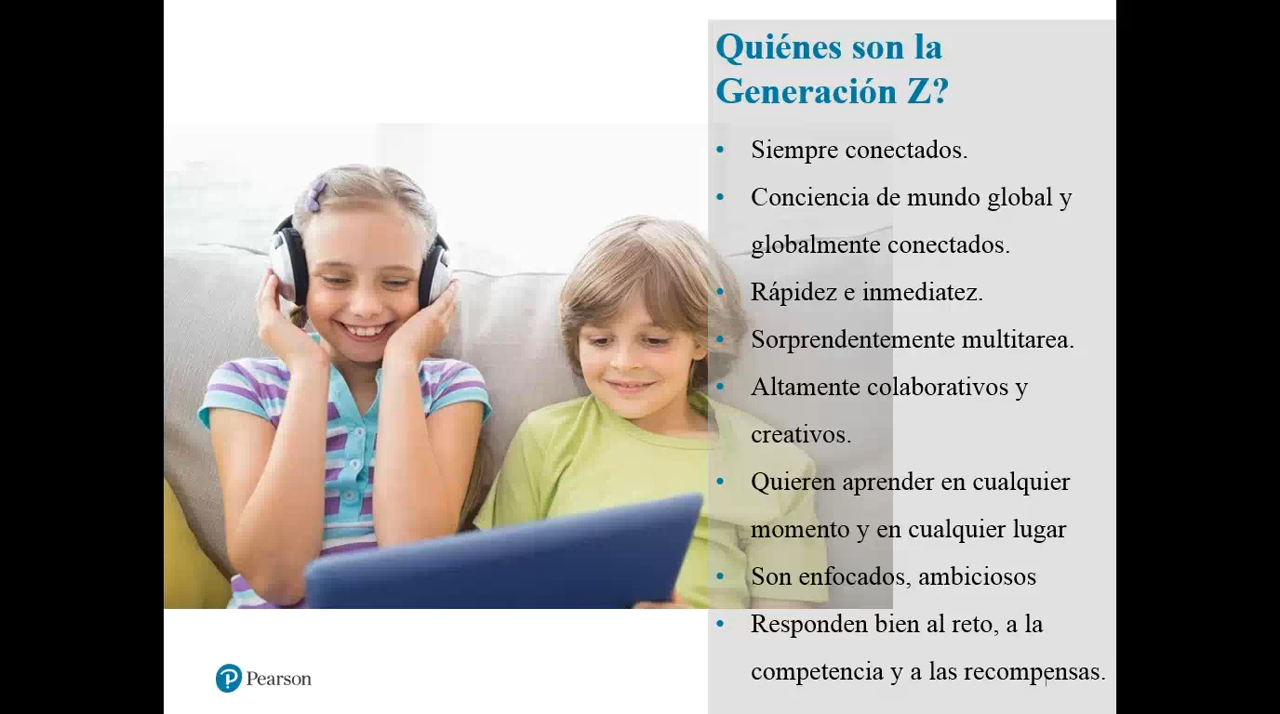 Quiénes son la
Generación Z?
• Siempre conectados.
• Conciencia de mundo global y
globalmente conectados.
• Rápidez e inmediatez.
• Sorprendentemente multitarea.
• Altamente colaborativos y
creativos.
• Quieren aprender en cualquier
momento y en cualquier lugar
• Son enfocados, ambiciosos
• Responden bien al reto, a la
competencia y a las recompensas.
Pearson